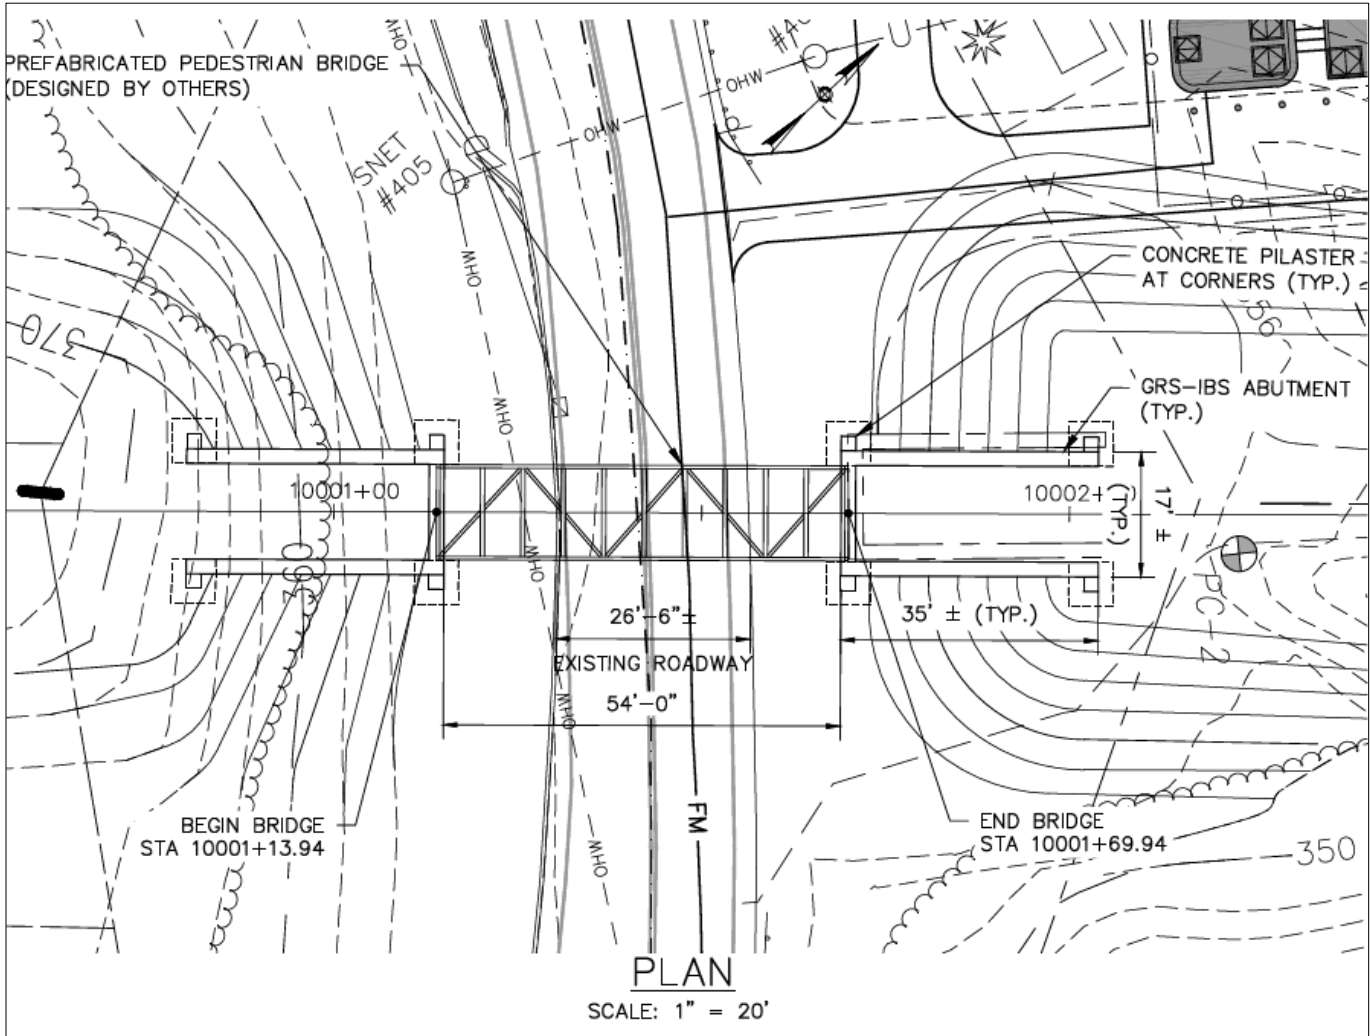 PREFABRICATED PEDESTRIAN BRIDGE
(DESIGNED BY OTHERS)
OHW
OHW
OHW
U
SNET
#405
OHW
CONCRETE PILASTER
AT CORNERS (TYP.)
370
GRS-IBS ABUTMENT
(TYP.)
OHW
10001+00
10002+
17' ±
(TYP.)
OHW
PC-2
26'-6"±
35' ± (TYP.)
EXISTING ROADWAY
54'-0"
OHW
FM
BEGIN BRIDGE
STA 10001+13.94
END BRIDGE
STA 10001+69.94
OHW
350
PLAN
SCALE: 1" = 20'